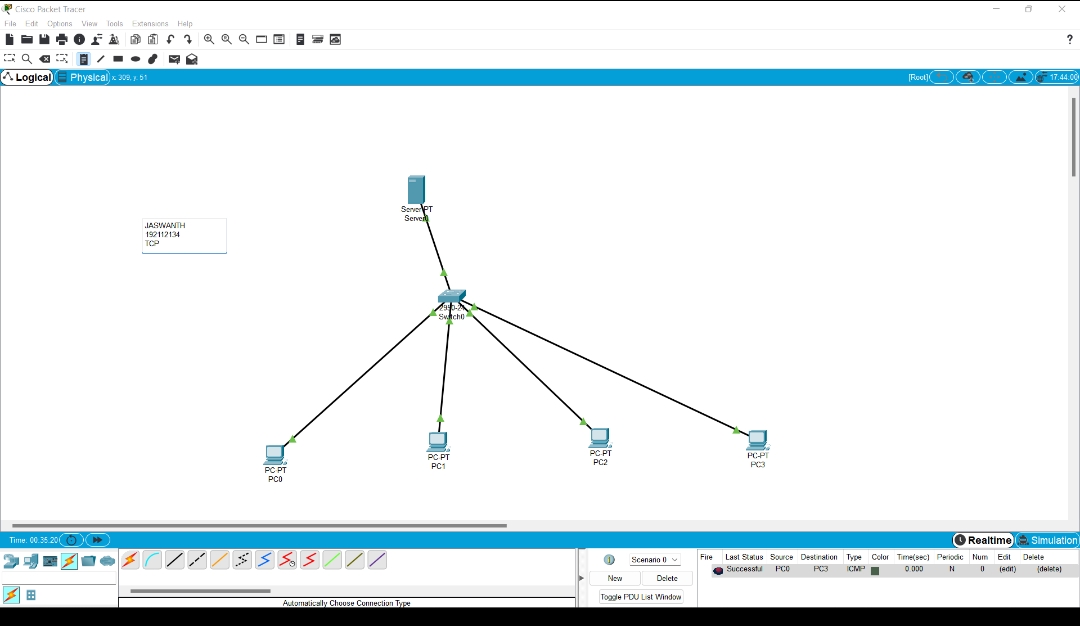 Cisco Packet Tracer
File Edit Options View Tools Extensions Help
?
Logical Physical x: 309, y: 51 [Root] 17:44:00
Server-PT
JASWANTH
192112134
TCP
2950-24
Switch0
PC-PT
PC0
PC-PT
PC1
PC-PT
PC2
PC-PT
PC3
Time: 00:35:20 Realtime Simulation
Scenario 0
New Delete
Toggle PDU List Window
Automatically Choose Connection Type
Fire Last Status Source Destination Type Color Time(sec) Periodic Num Edit Delete
Successful PC0 PC3 ICMP 0.000 N 0 (edit) (delete)